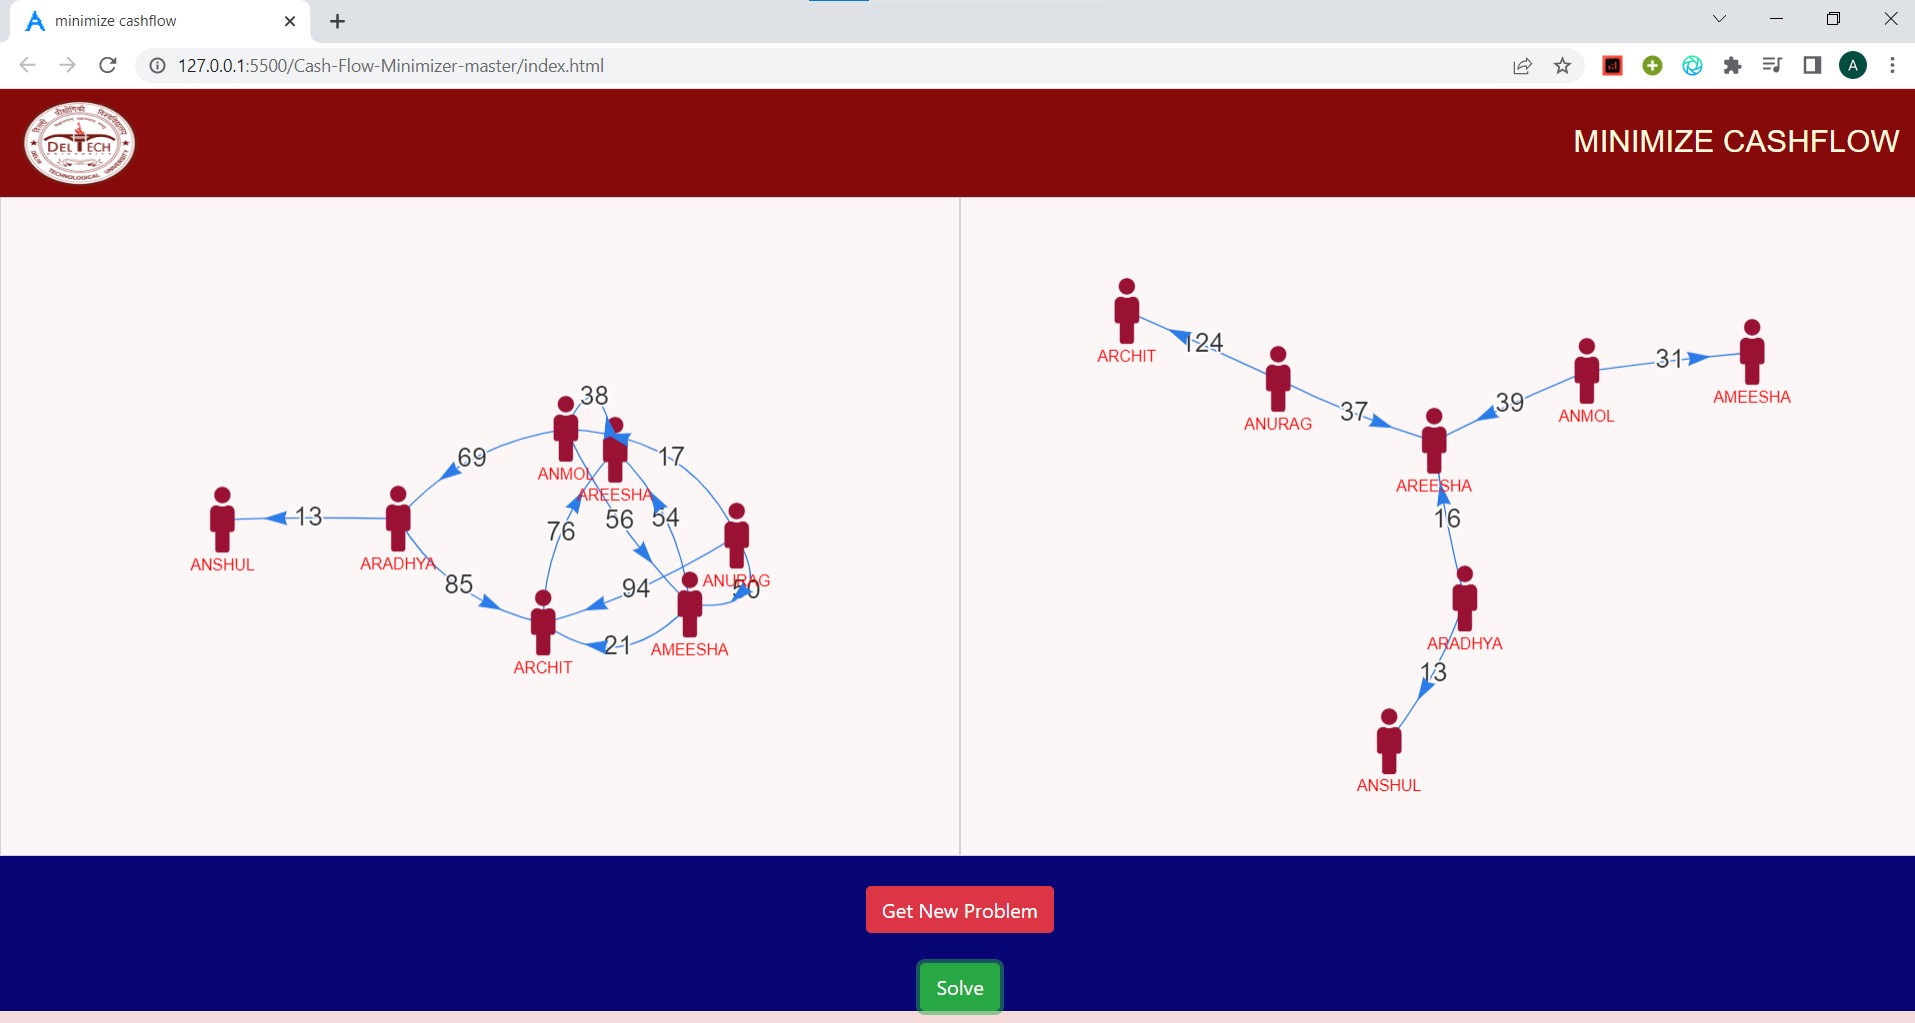 minimize cashflow
127.0.0.1:5500/Cash-Flow-Minimizer-master/index.html
A
DELTECH
MINIMIZE CASHFLOW
38
69
17
ANMOL
AREESHA
13
76
56
54
ANSHUL
ARADHYA
85
94
ANURAG
50
21
AMEESHA
ARCHIT
124
ARCHIT
31
37
39
AMEESHA
ANURAG
ANMOL
AREESHA
16
ARADHYA
13
ANSHUL
Get New Problem
Solve